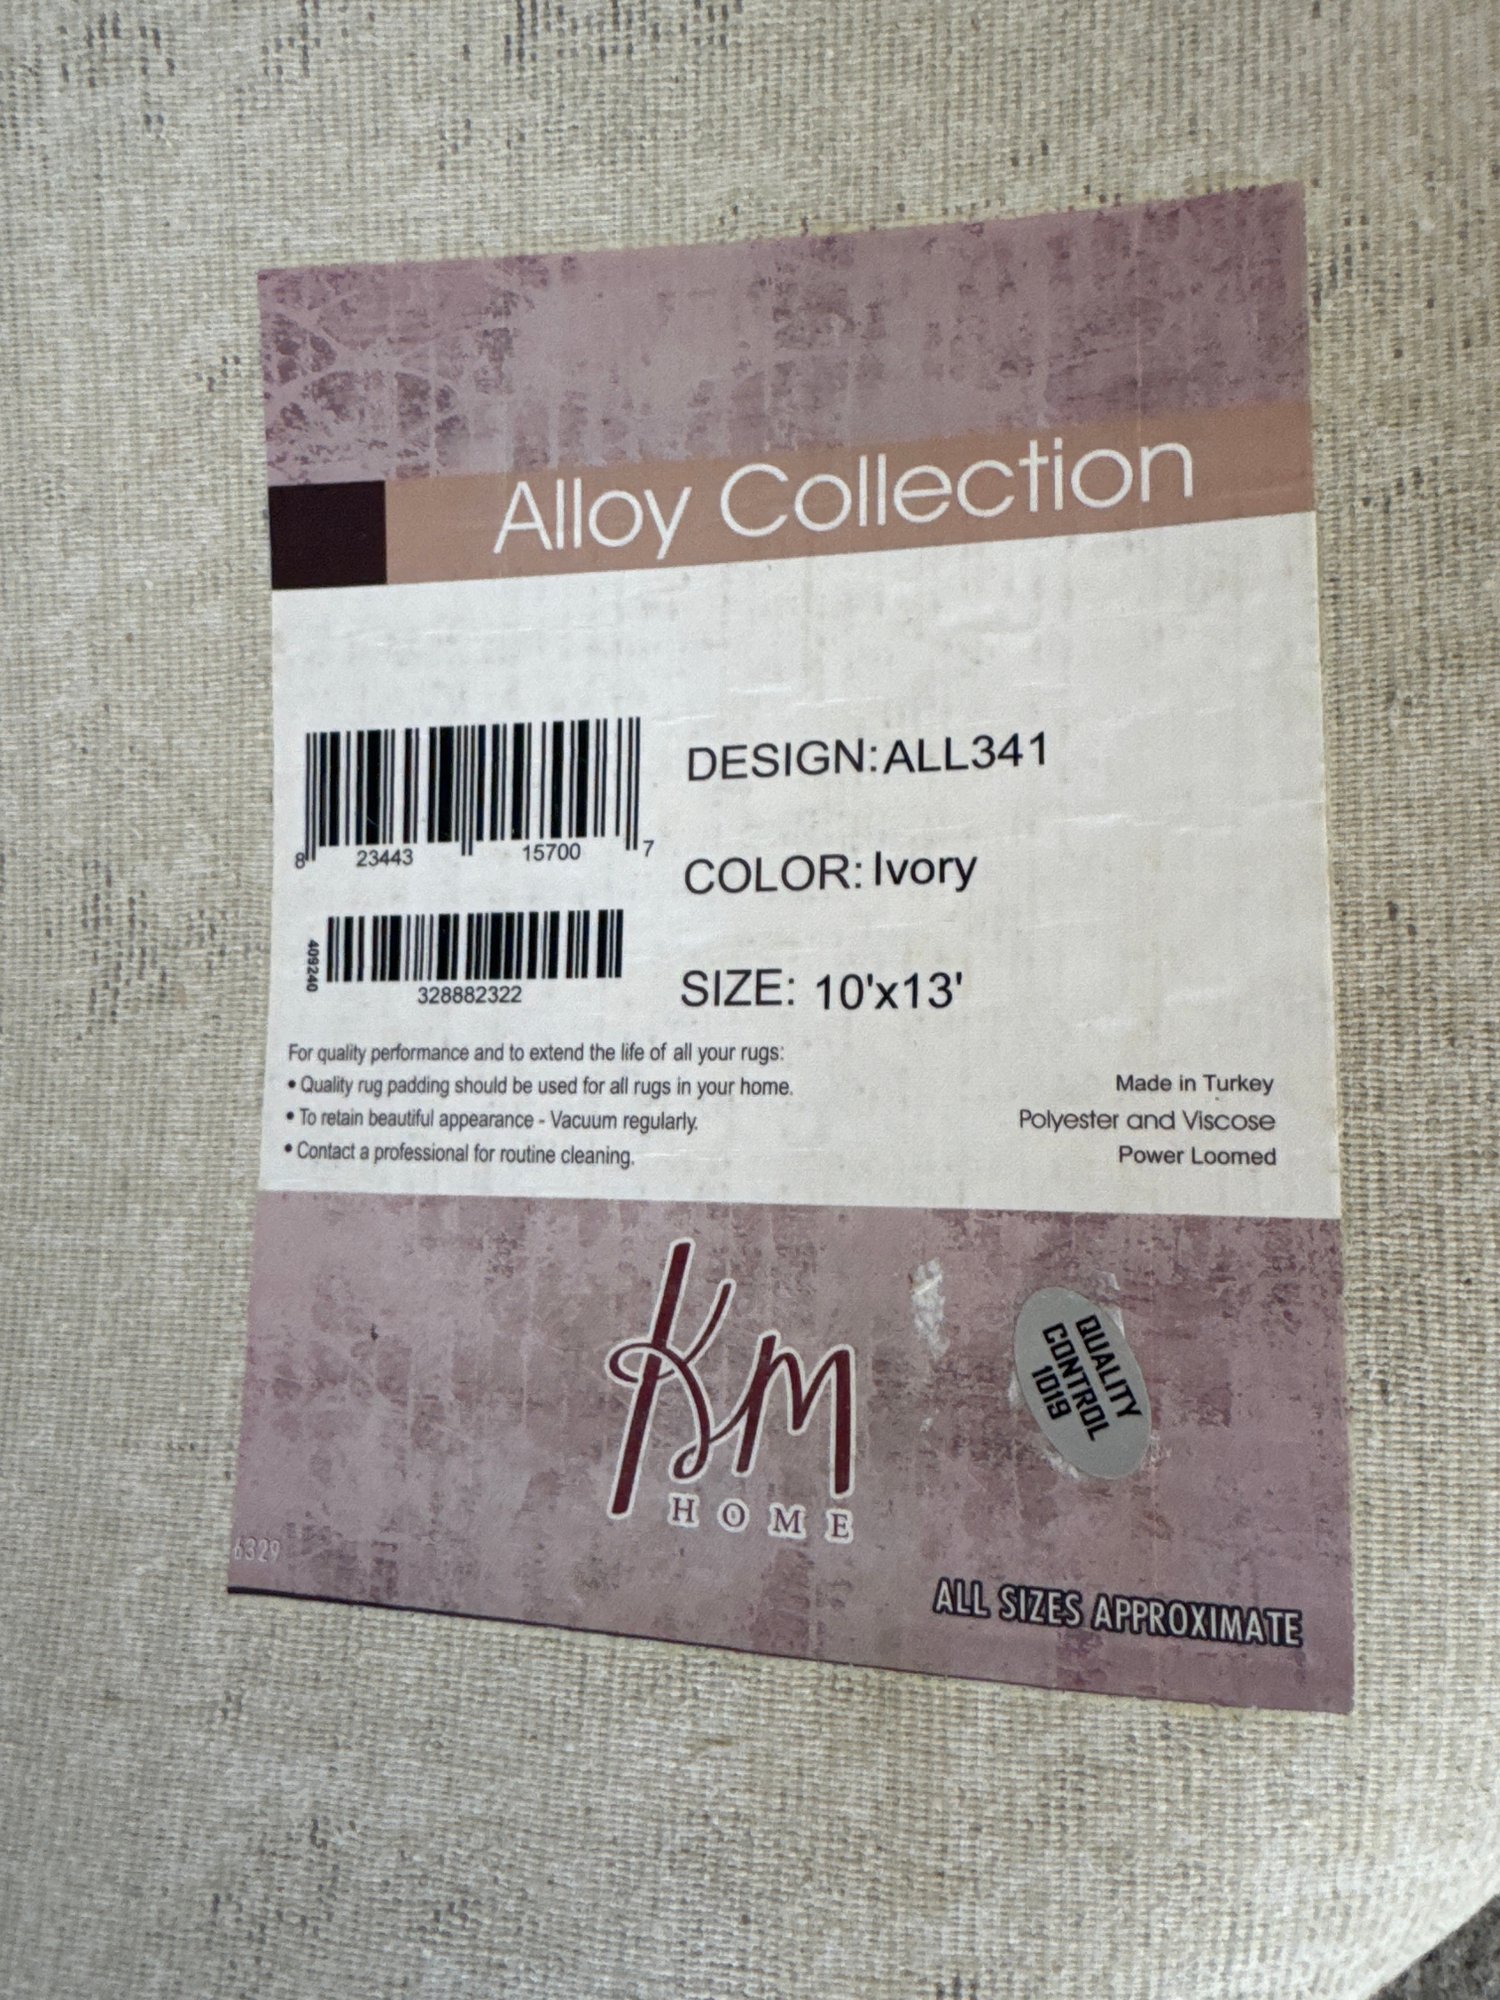 Alloy Collection
8 23443 15700 7
409240
328882322
DESIGN:ALL341
COLOR: Ivory
SIZE: 10'x13'
For quality performance and to extend the life of all your rugs:
• Quality rug padding should be used for all rugs in your home.
• To retain beautiful appearance - Vacuum regularly.
• Contact a professional for routine cleaning.
Made in Turkey
Polyester and Viscose
Power Loomed
KM
HOME
QUALITY
CONTROL
1019
6329
ALL SIZES APPROXIMATE